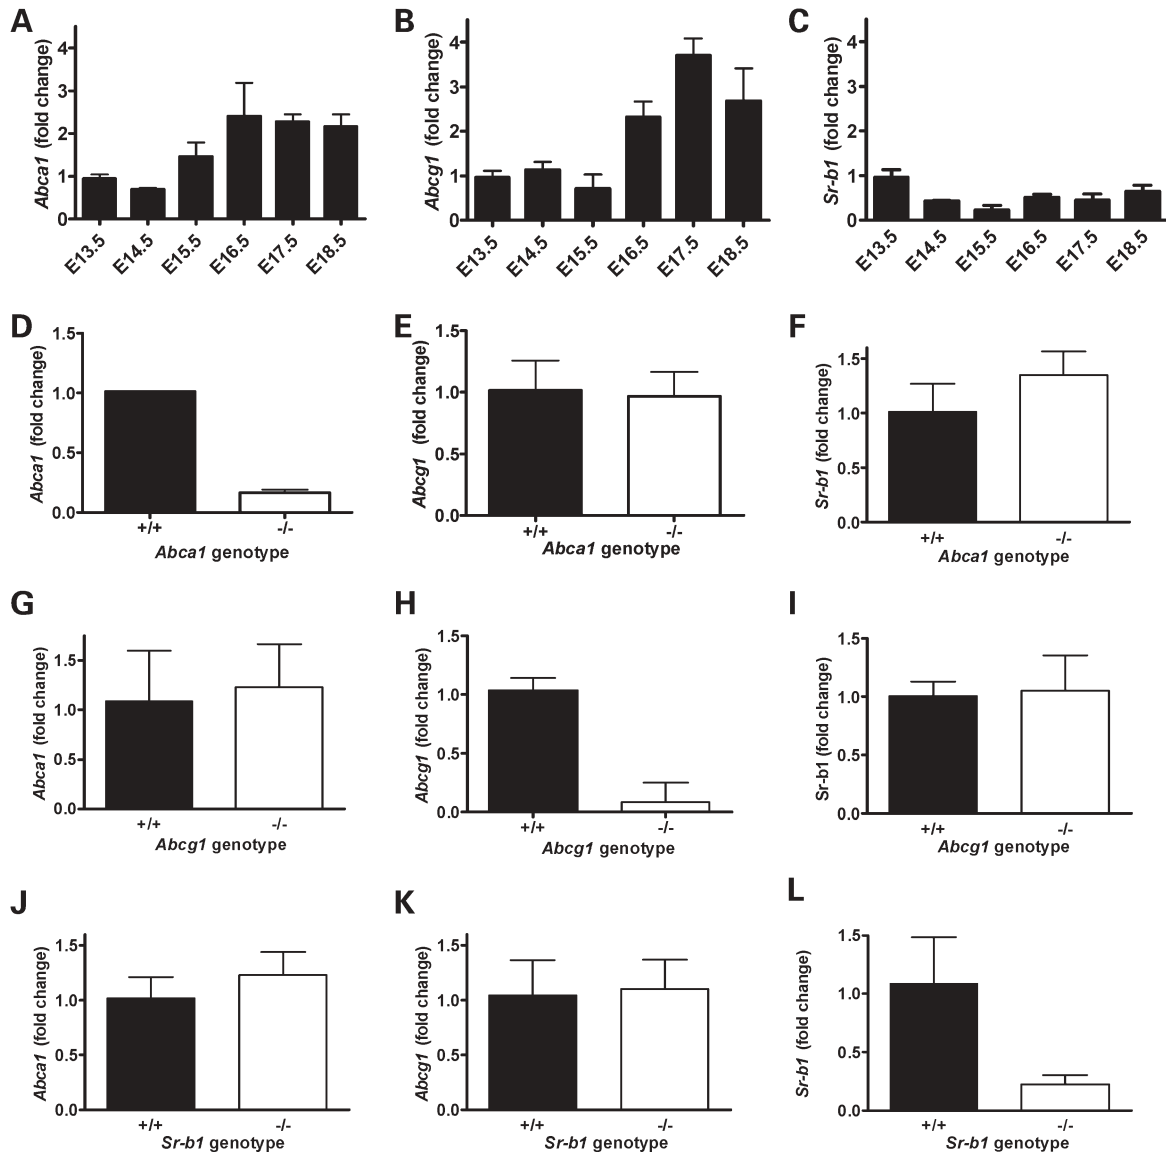 A
Abca1 (fold change)
4
3
2
1
0
E13.5 E14.5 E15.5 E16.5 E17.5 E18.5
B
Abcg1 (fold change)
4
3
2
1
0
E13.5 E14.5 E15.5 E16.5 E17.5 E18.5
C
Sr-b1 (fold change)
4
3
2
1
0
E13.5 E14.5 E15.5 E16.5 E17.5 E18.5
D
Abca1 (fold change)
1.5
1.0
0.5
0.0
+/+ -/-
Abca1 genotype
E
Abcg1 (fold change)
1.5
1.0
0.5
0.0
+/+ -/-
Abca1 genotype
F
Sr-b1 (fold change)
1.5
1.0
0.5
0.0
+/+ -/-
Abca1 genotype
G
Abca1 (fold change)
1.5
1.0
0.5
0.0
+/+ -/-
Abcg1 genotype
H
Abcg1 (fold change)
1.5
1.0
0.5
0.0
+/+ -/-
Abcg1 genotype
I
Sr-b1 (fold change)
1.5
1.0
0.5
0.0
+/+ -/-
Abcg1 genotype
J
Abca1 (fold change)
1.5
1.0
0.5
0.0
+/+ -/-
Sr-b1 genotype
K
Abcg1 (fold change)
1.5
1.0
0.5
0.0
+/+ -/-
Sr-b1 genotype
L
Sr-b1 (fold change)
1.5
1.0
0.5
0.0
+/+ -/-
Sr-b1 genotype